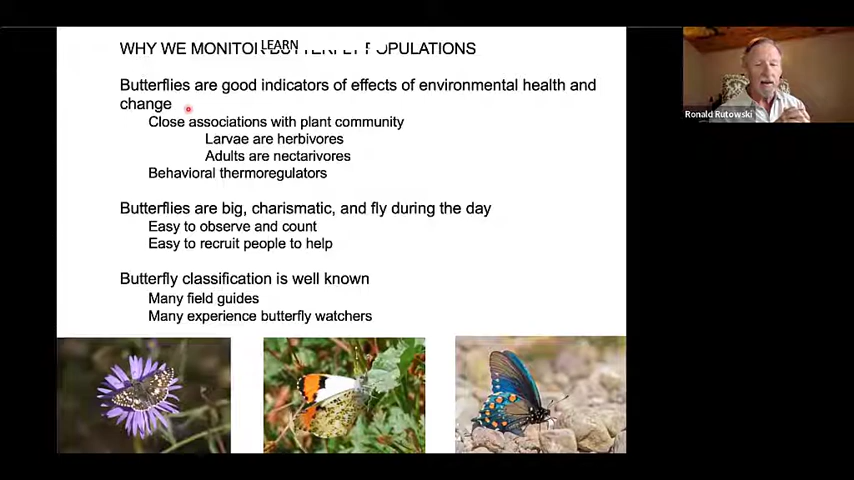 WHY WE MONITOR BUTTERFLY POPULATIONS
LEARN
Butterflies are good indicators of effects of environmental health and
change
Close associations with plant community
Larvae are herbivores
Adults are nectarivores
Behavioral thermoregulators
Butterflies are big, charismatic, and fly during the day
Easy to observe and count
Easy to recruit people to help
Butterfly classification is well known
Many field guides
Many experience butterfly watchers
Ronald Rutowski